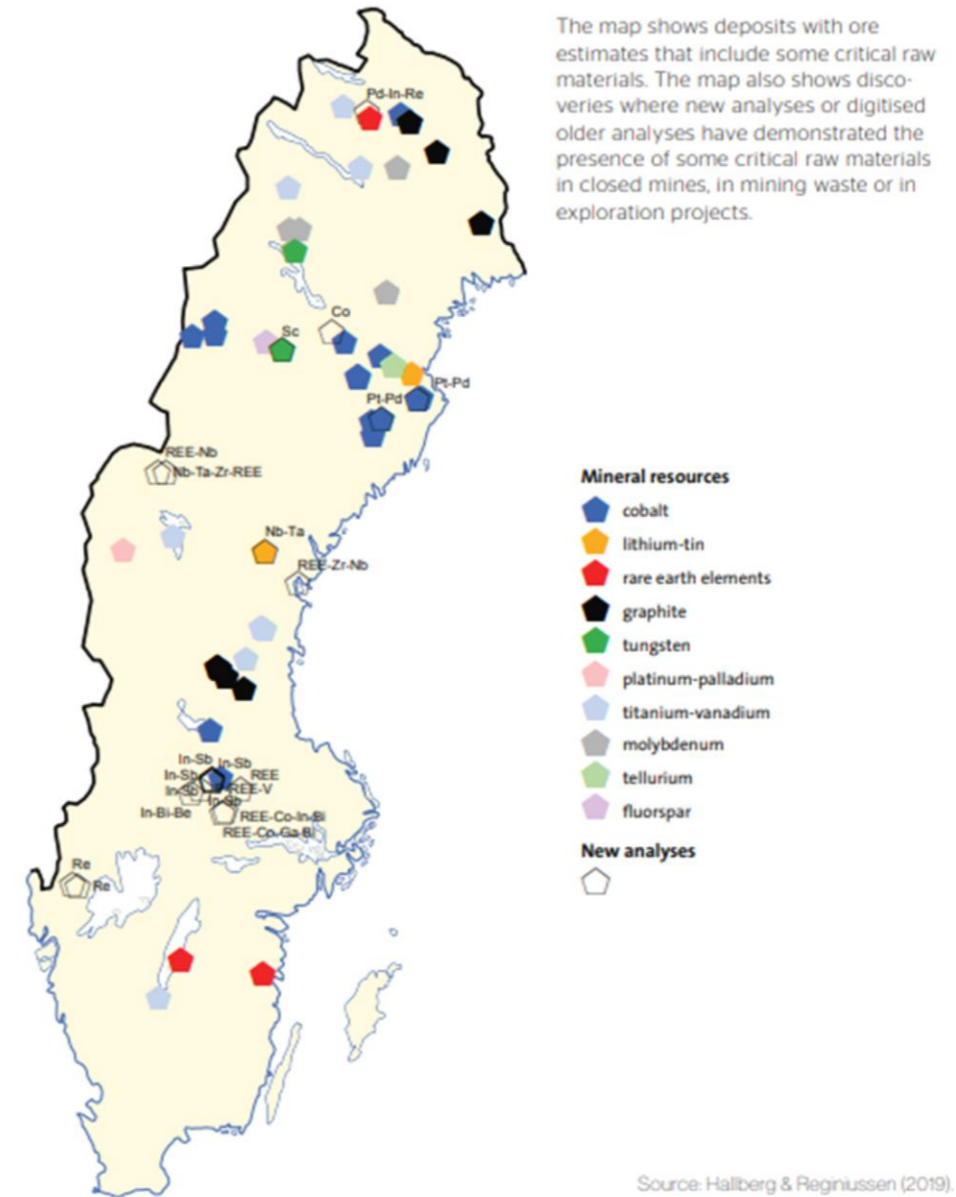 The map shows deposits with ore
estimates that include some critical raw
materials. The map also shows disco-
veries where new analyses or digitised
older analyses have demonstrated the
presence of some critical raw materials
in closed mines, in mining waste or in
exploration projects.
Pd-In-Re
Co
Sc
Pt-Pd
Pt-Pd
REE-Nb
Nb-Ta-Zr-REE
Nb-Ta
REE-Zr-Nb
Mineral resources
cobalt
lithium-tin
rare earth elements
graphite
tungsten
platinum-palladium
titanium-vanadium
molybdenum
tellurium
fluorspar
New analyses
In-Sb
In-Sb
In-Sb
REE
In-Sb
REE-V
In-Sb
In-Bi-Be
REE-Co-In-Bi
REE-Co-Ga-Bi
Re
Re
Source: Hallberg & Reginiussen (2019).